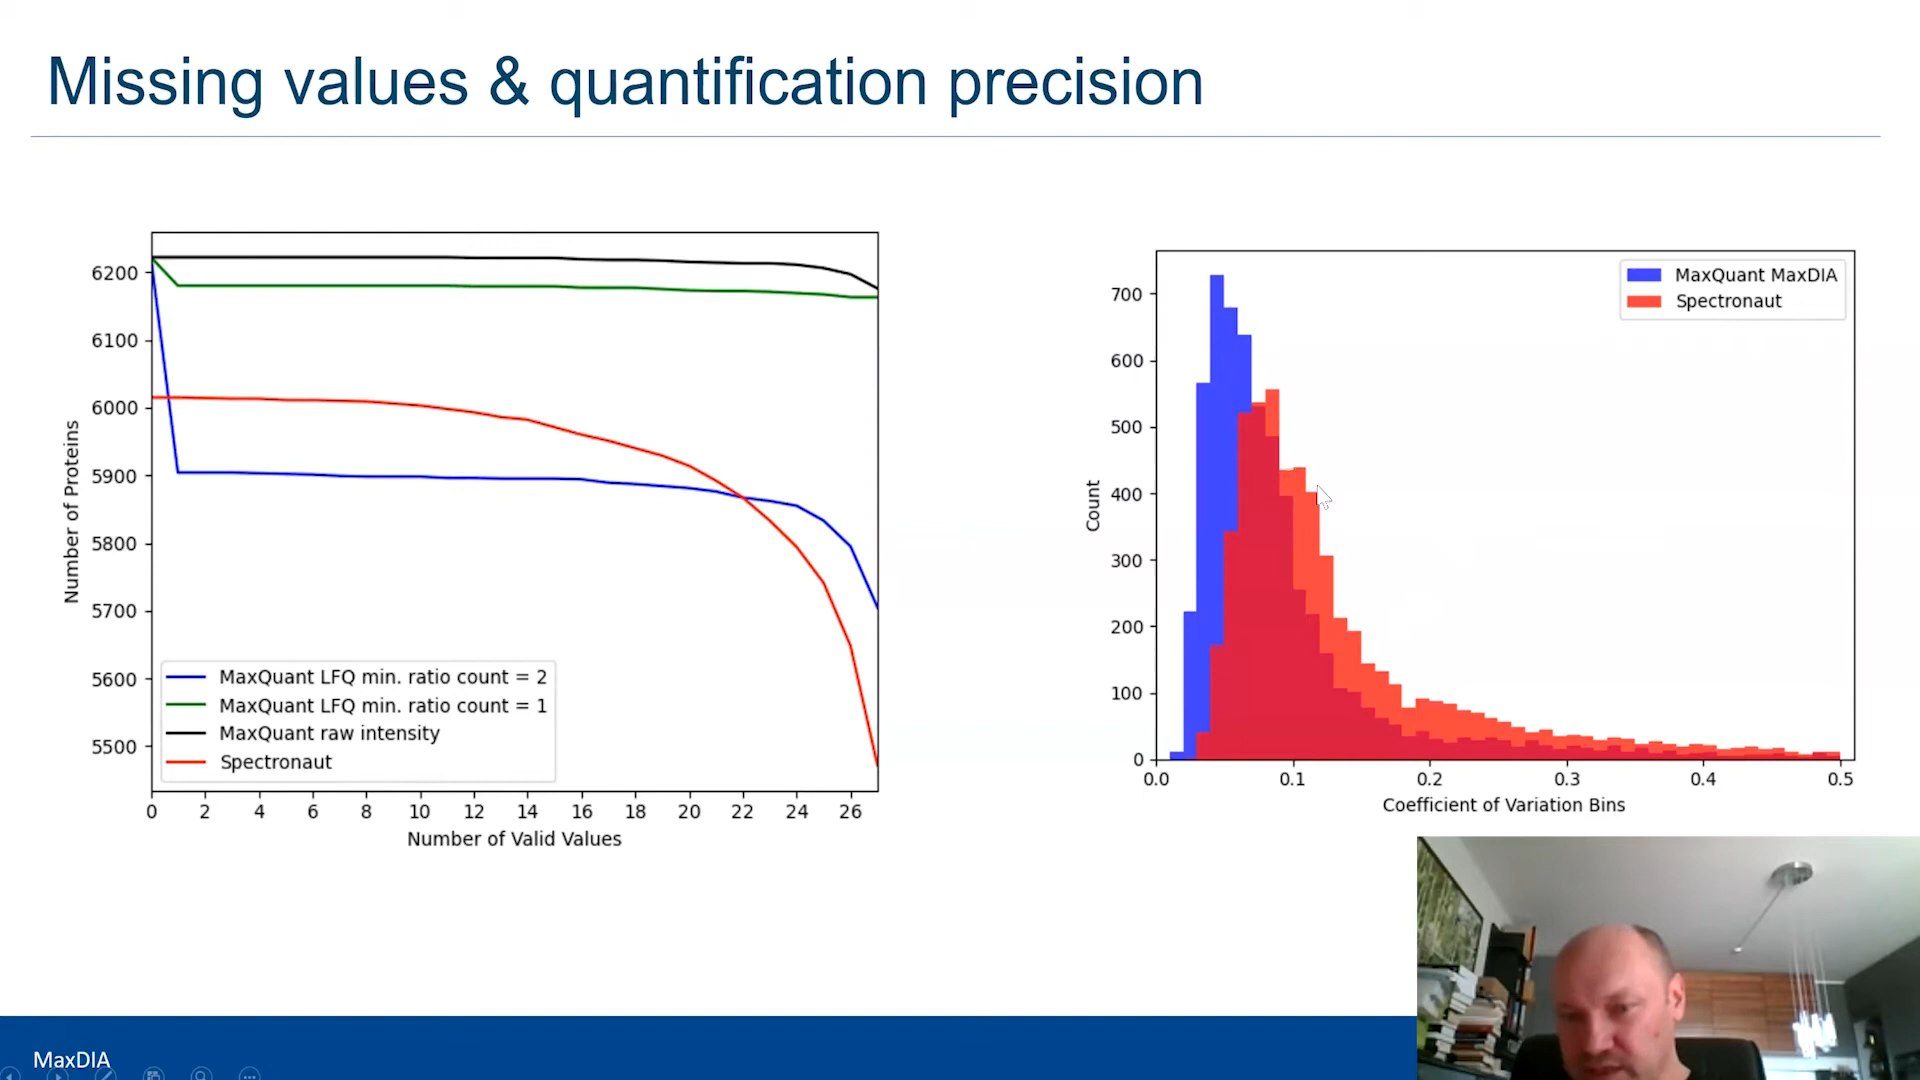 Missing values & quantification precision
6200
6100
6000
5900
5800
5700
5600
5500
Number of Proteins
MaxQuant LFQ min. ratio count = 2
MaxQuant LFQ min. ratio count = 1
MaxQuant raw intensity
Spectronaut
0 2 4 6 8 10 12 14 16 18 20 22 24 26
Number of Valid Values
700
600
500
400
300
200
100
0
Count
MaxQuant MaxDIA
Spectronaut
0.0 0.1 0.2 0.3 0.4 0.5
Coefficient of Variation Bins
MaxDIA